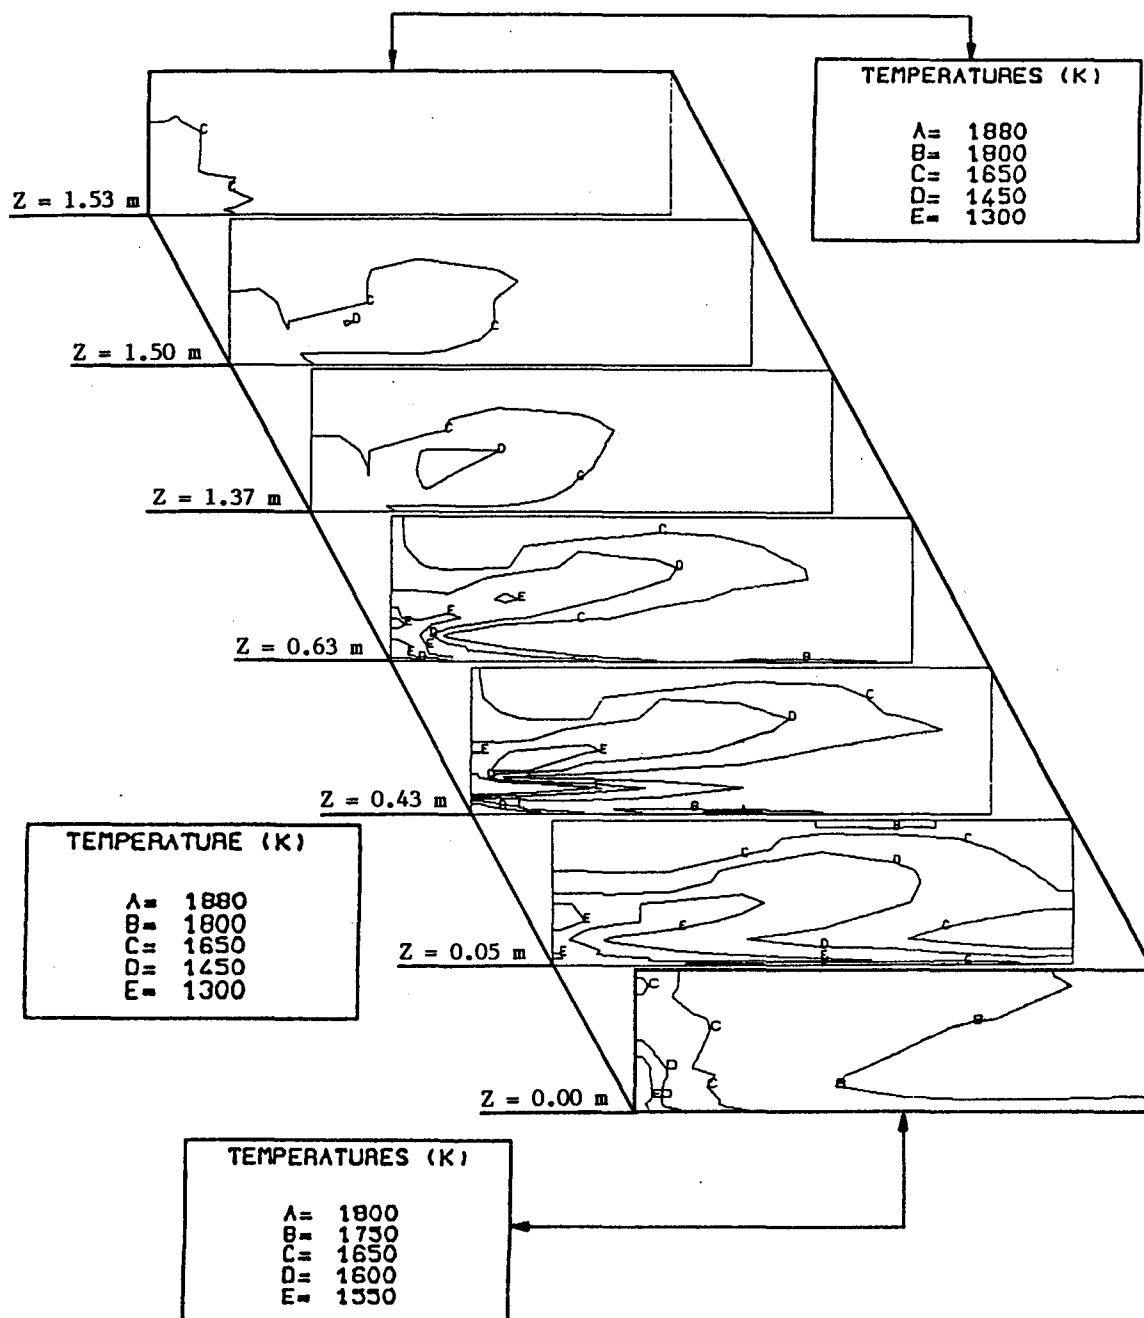 TEMPERATURES (K)
A= 1880
B= 1800
C= 1650
D= 1450
E= 1300
C
C
Z = 1.53 m
C
D
C
Z = 1.50 m
C
D
C
Z = 1.37 m
C
D
E
E
E
C
D
E
E
D
B
Z = 0.63 m
C
D
E
E
D
D
B
A
Z = 0.43 m
TEMPERATURE (K)
A= 1880
B= 1800
C= 1650
D= 1450
E= 1300
B
C
C
D
E
E
C
D
E
E
C
Z = 0.05 m
C
C
B
D
E
D
C
B
Z = 0.00 m
TEMPERATURES (K)
A= 1800
B= 1750
C= 1650
D= 1600
E= 1550